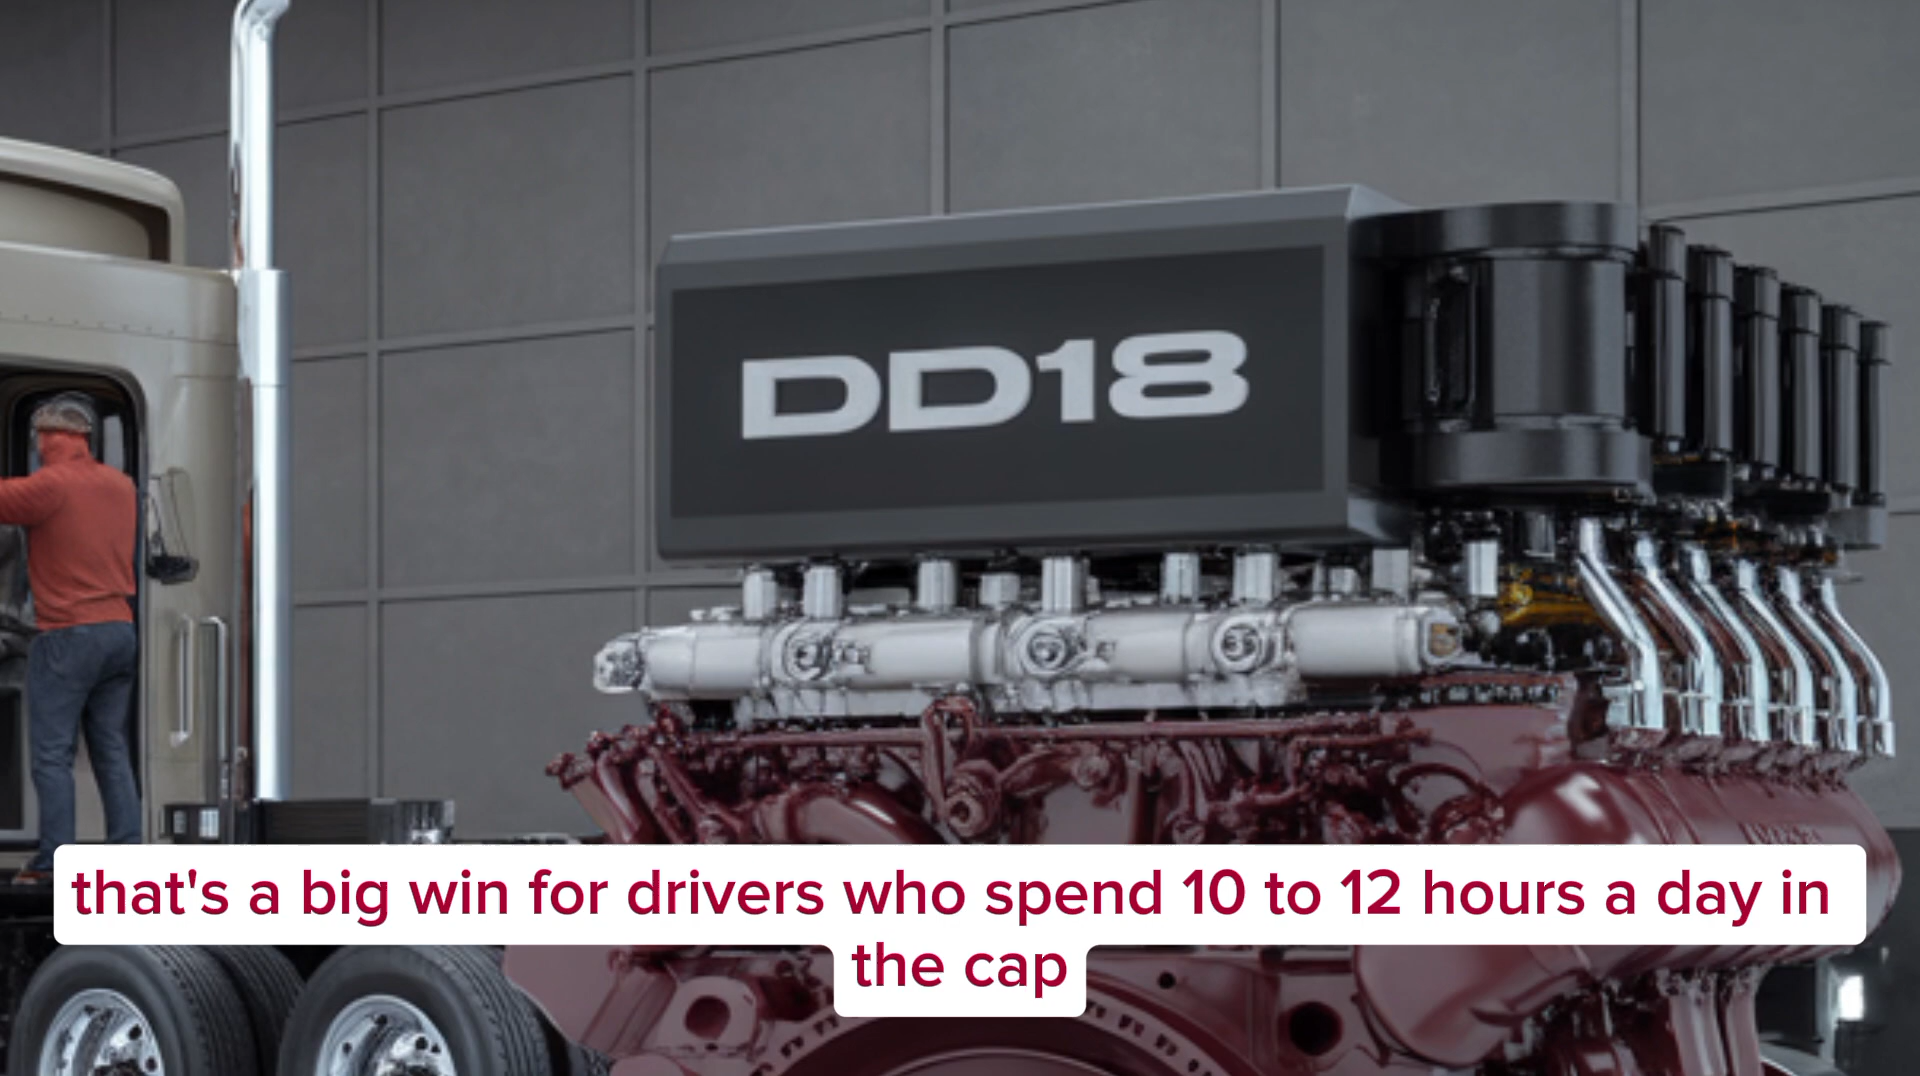 DD18
that's a big win for drivers who spend 10 to 12 hours a day in
the cap